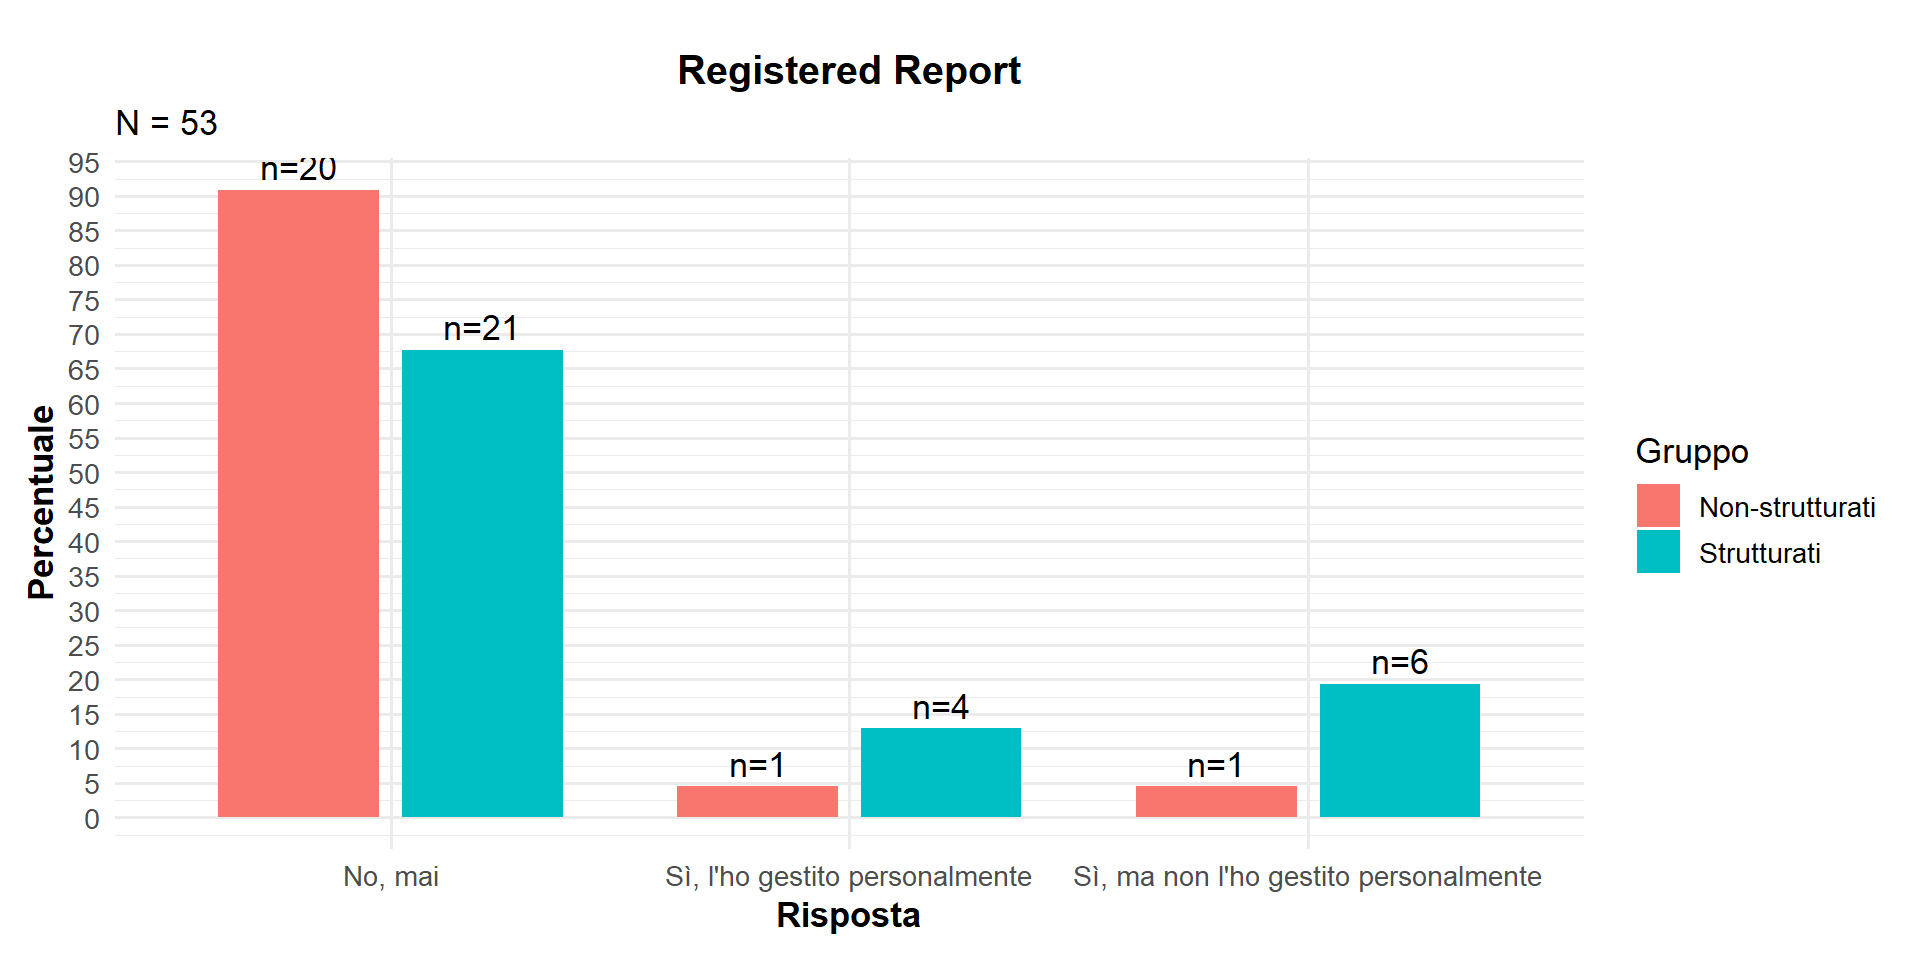 Registered Report
N = 53
95
90
85
80
75
70
65
60
55
50
45
40
35
30
25
20
15
10
5
0
Percentuale
n=20
n=21
n=1
n=4
n=1
n=6
No, mai
Sì, l'ho gestito personalmente
Sì, ma non l'ho gestito personalmente
Risposta
Gruppo
Non-strutturati
Strutturati